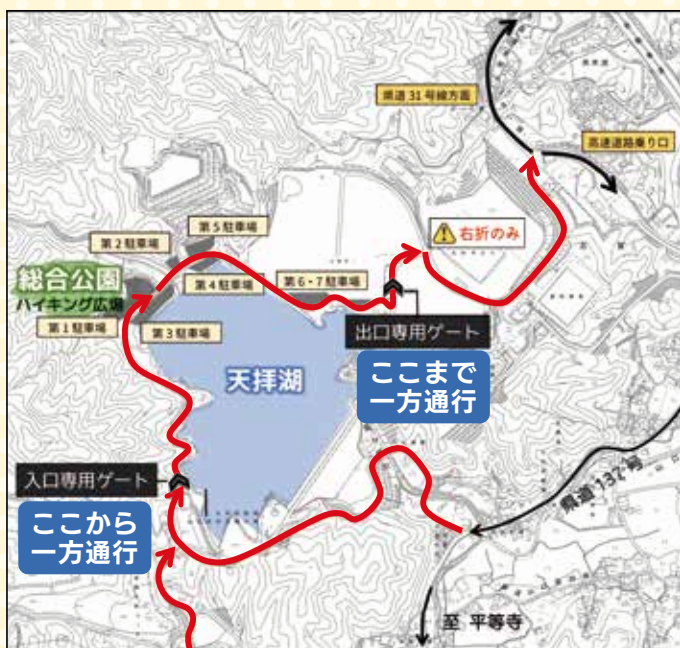 県道31号線方面
高速道路乗り口
第5駐車場
第2駐車場
右折のみ
総合公園
ハイキング広場
第4駐車場
第6・7駐車場
第1駐車場
第3駐車場
出口専用ゲート
天拝湖
ここまで
一方通行
入口専用ゲート
ここから
一方通行
県道137号
至 平等寺